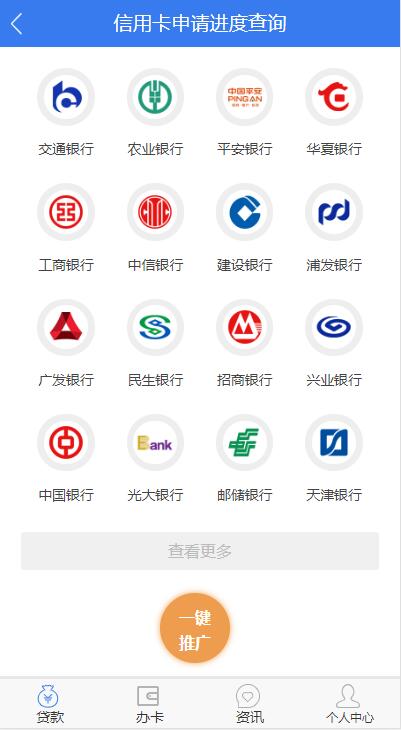 信用卡申请进度查询
中国平安
PINGAN
交通银行 农业银行 平安银行 华夏银行
CITIC
工商银行 中信银行 建设银行 浦发银行
广发银行 民生银行 招商银行 兴业银行
Bank
中国银行 光大银行 邮储银行 天津银行
查看更多
一键
推广
贷款 办卡 资讯 个人中心